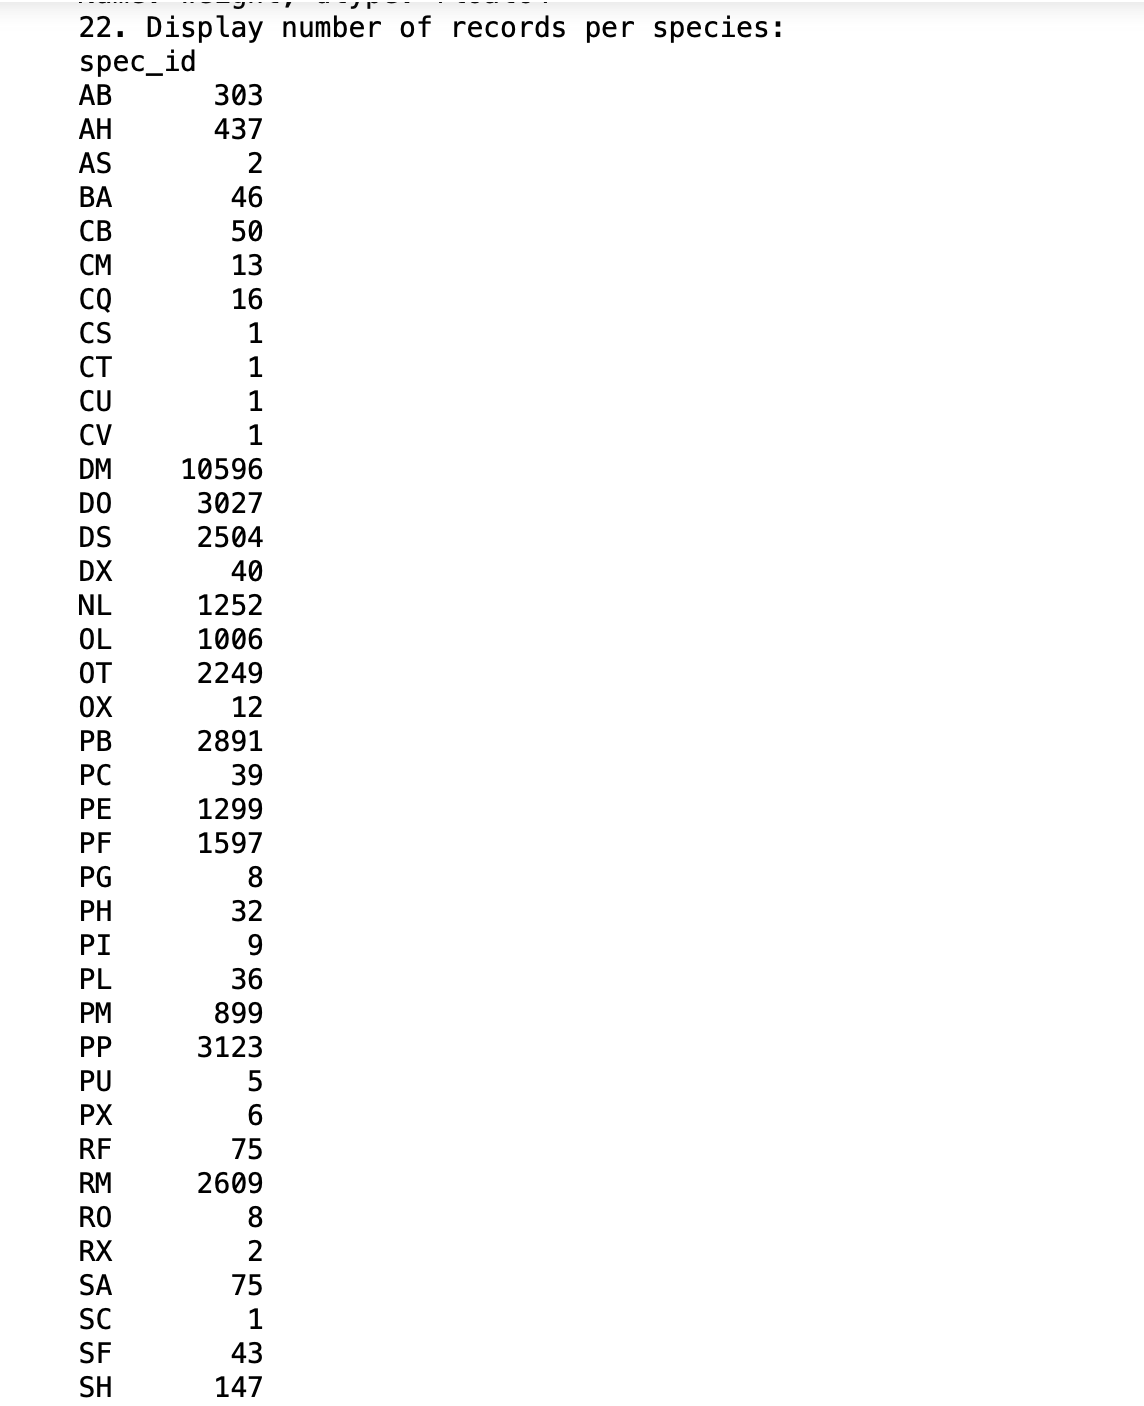 22. Display number of records per species:
spec_id
AB 303
AH 437
AS 2
BA 46
CB 50
CM 13
CQ 16
CS 1
CT 1
CU 1
CV 1
DM 10596
DO 3027
DS 2504
DX 40
NL 1252
OL 1006
OT 2249
OX 12
PB 2891
PC 39
PE 1299
PF 1597
PG 8
PH 32
PI 9
PL 36
PM 899
PP 3123
PU 5
PX 6
RF 75
RM 2609
RO 8
RX 2
SA 75
SC 1
SF 43
SH 147